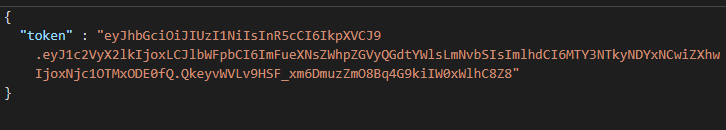 {
"token" : "eyJhbGciOiJIUzI1NiIsInR5cCI6IkpXVCJ9
.eyJ1c2VyX2lkIjoxLCJlbWFpbCI6ImFueXNsZWhpZGVyQGdtYWlsLmNvbSIsImlhdCI6MTY3NTkyNDYxNCwiZXhw
IjoxNjc1OTMxODE0fQ.QkeyvWVLv9HSF_xm6DmuzZmO8Bq4G9kiIW0xWlhC8Z8"
}